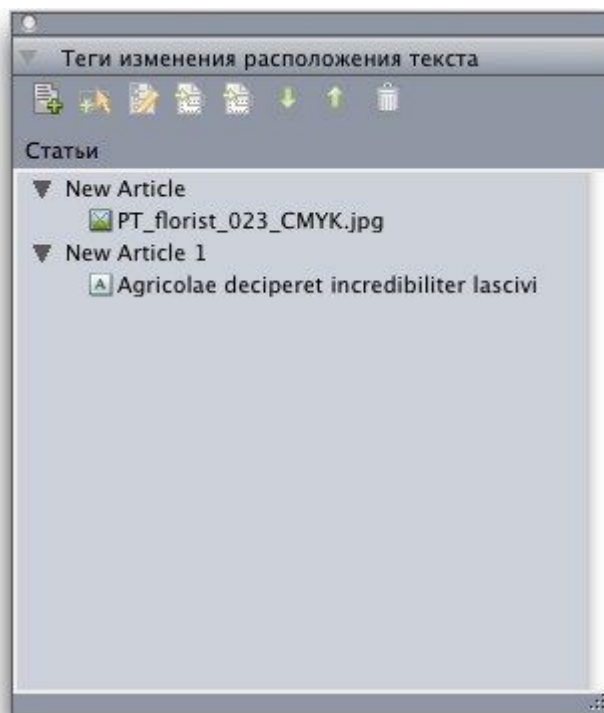 Теги изменения расположения текста
Статьи
New Article
PT_florist_023_CMYK.jpg
New Article 1
A Agricolae deciperet incredibiliter lascivi